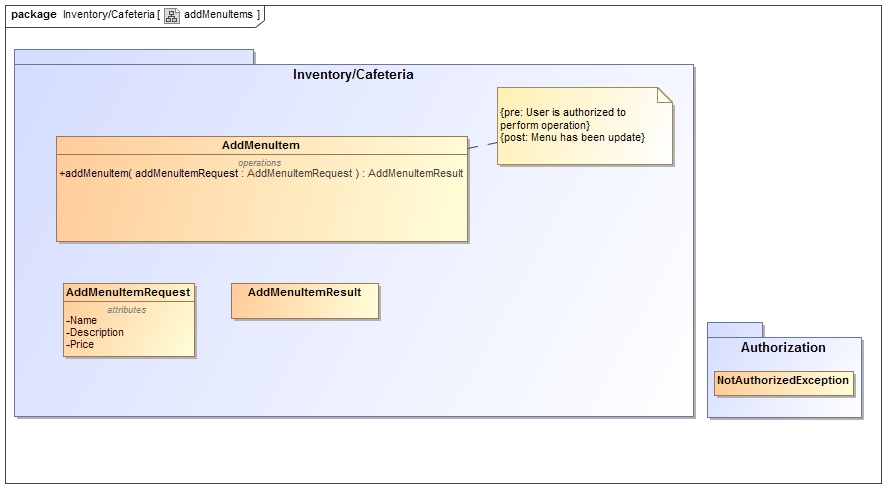 package Inventory/Cafeteria [ addMenuItems ]
Inventory/Cafeteria
{pre: User is authorized to
perform operation}
{post: Menu has been update}
AddMenuItem
operations
+addMenuItem( addMenuItemRequest : AddMenuItemRequest ) : AddMenuItemResult
AddMenuItemRequest
attributes
-Name
-Description
-Price
AddMenuItemResult
Authorization
NotAuthorizedException